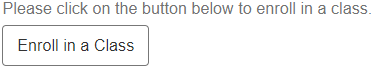 Please click on the button below to enroll in a class.
Enroll in a Class